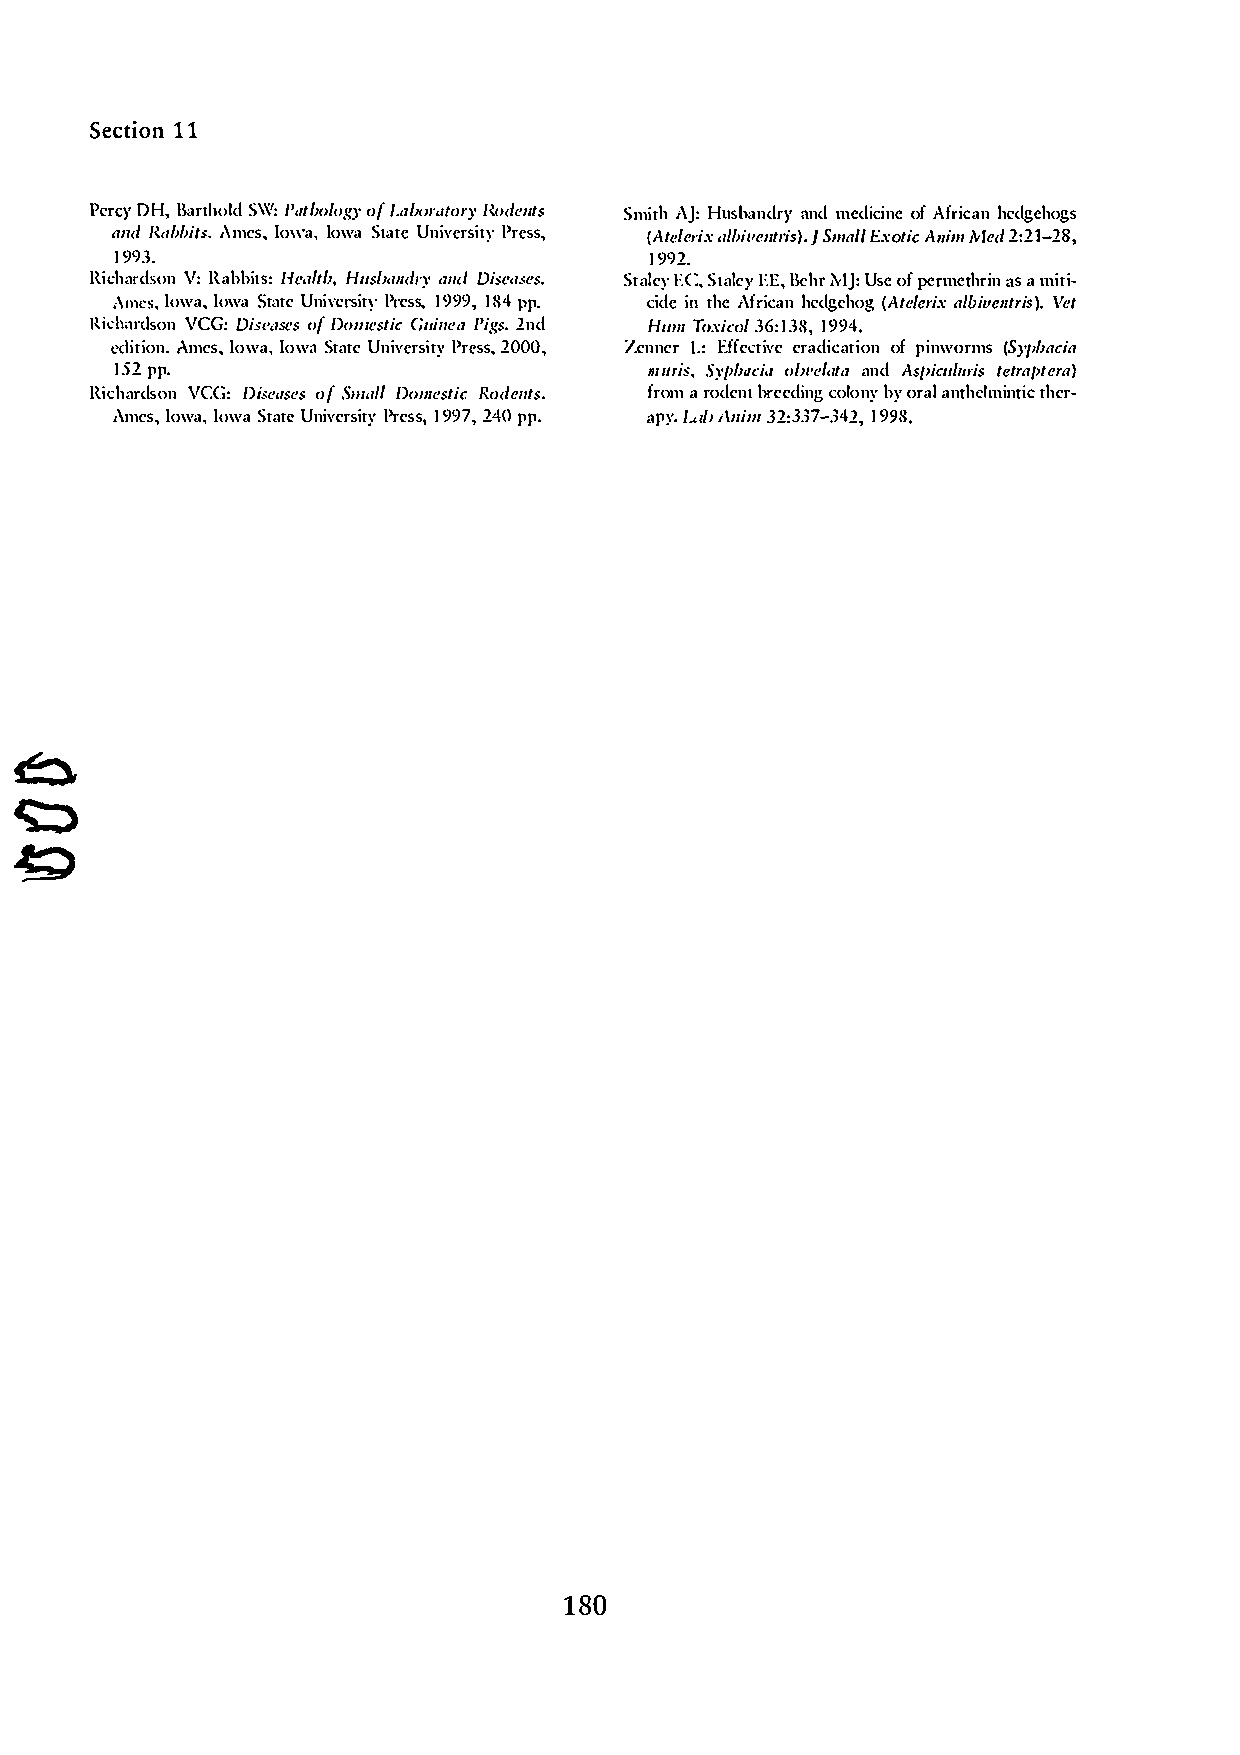 Section 11
Percy DH, Barthold SW: Pathology of Laboratory Rodents
and Rabbits. Ames, Iowa, Iowa State University Press,
1993.
Richardson V: Rabbits: Health, Husbandry and Diseases.
Ames, Iowa, Iowa State University Press, 1999, 184 pp.
Richardson VCG: Diseases of Domestic Guinea Pigs. 2nd
edition. Ames, Iowa, Iowa State University Press, 2000,
152 pp.
Richardson VCG: Diseases of Small Domestic Rodents.
Ames, Iowa, Iowa State University Press, 1997, 240 pp.
Smith AJ: Husbandry and medicine of African hedgehogs
(Atelerix albiventris). J Small Exotic Anim Med 2:21–28,
1992.
Staley EC, Staley EE, Behr MJ: Use of permethrin as a miti-
cide in the African hedgehog (Atelerix albiventris). Vet
Hum Toxicol 36:138, 1994.
Zenner L: Effective eradication of pinworms (Syphacia
muris, Syphacia obvelata and Aspiculuris tetraptera)
from a rodent breeding colony by oral anthelmintic ther-
apy. Lab Anim 32:337–342, 1998.
180